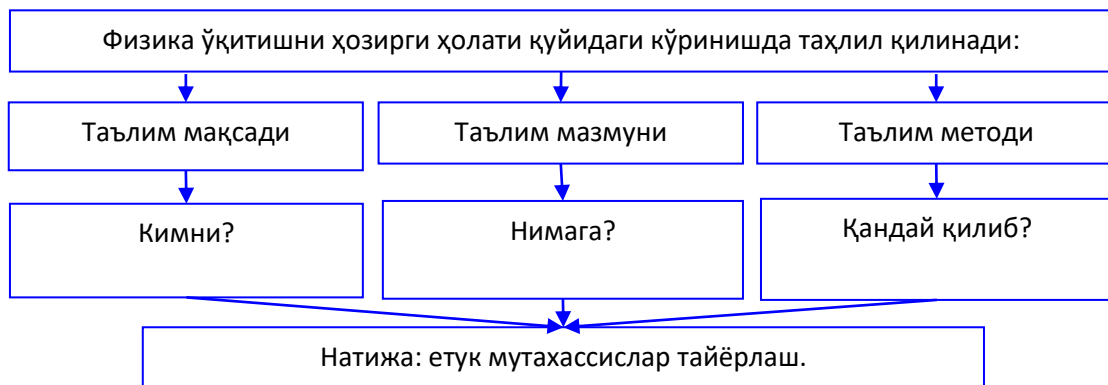 Физика ўқитишни ҳозирги ҳолати қуйидаги кўринишда таҳлил қилинади:
Таълим мақсади
Таълим мазмуни
Таълим методи
Кимни?
Нимага?
Қандай қилиб?
Натижа: етук мутахассислар тайёрлаш.